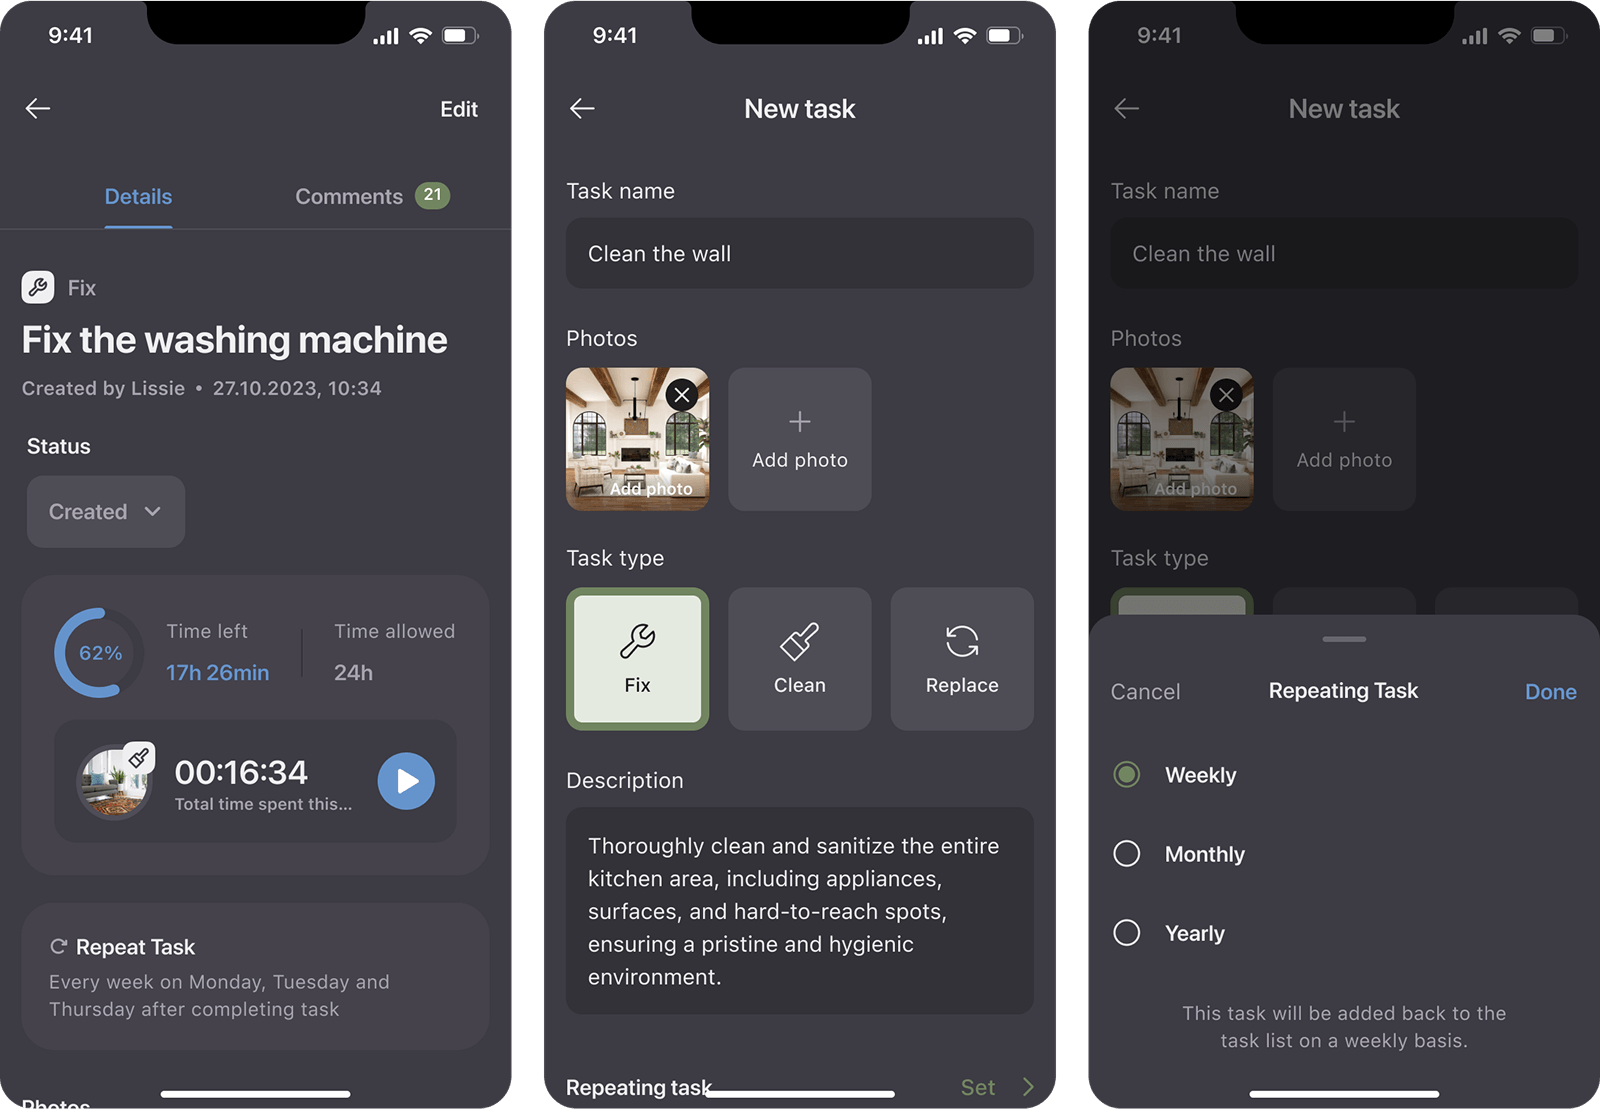 9:41
Edit
Details
Comments 21
Fix
Fix the washing machine
Created by Lissie • 27.10.2023, 10:34
Status
Created
62%
Time left
17h 26min
Time allowed
24h
00:16:34
Total time spent this...
Repeat Task
Every week on Monday, Tuesday and
Thursday after completing task
Photos
9:41
New task
Task name
Clean the wall
Photos
Add photo
Add photo
Task type
Fix
Clean
Replace
Description
Thoroughly clean and sanitize the entire
kitchen area, including appliances,
surfaces, and hard-to-reach spots,
ensuring a pristine and hygienic
environment.
Repeating task
Set
9:41
New task
Task name
Clean the wall
Photos
Add photo
Add photo
Task type
Cancel
Repeating Task
Done
Weekly
Monthly
Yearly
This task will be added back to the
task list on a weekly basis.